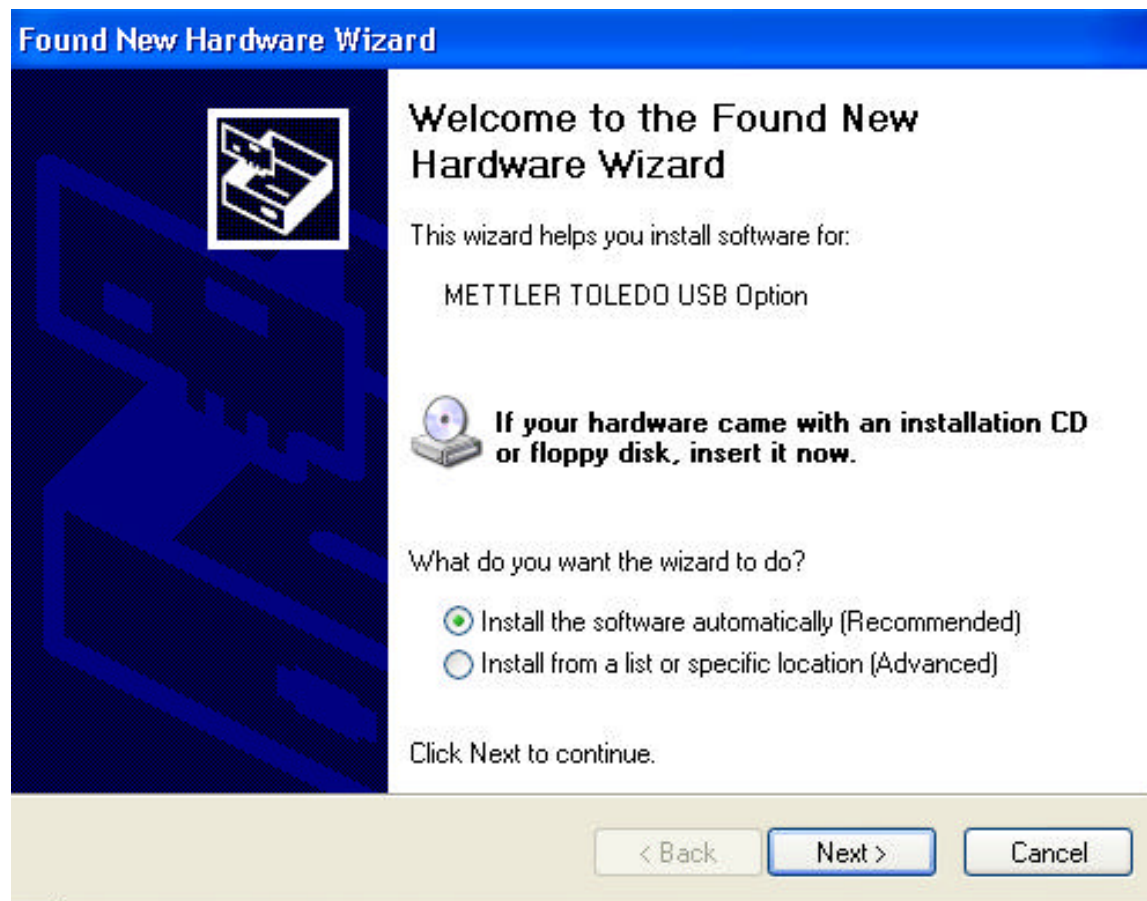 Found New Hardware Wizard
Welcome to the Found New
Hardware Wizard
This wizard helps you install software for:
METTLER TOLEDO USB Option
If your hardware came with an installation CD
or floppy disk, insert it now.
What do you want the wizard to do?
Install the software automatically (Recommended)
Install from a list or specific location (Advanced)
Click Next to continue.
< Back Next > Cancel